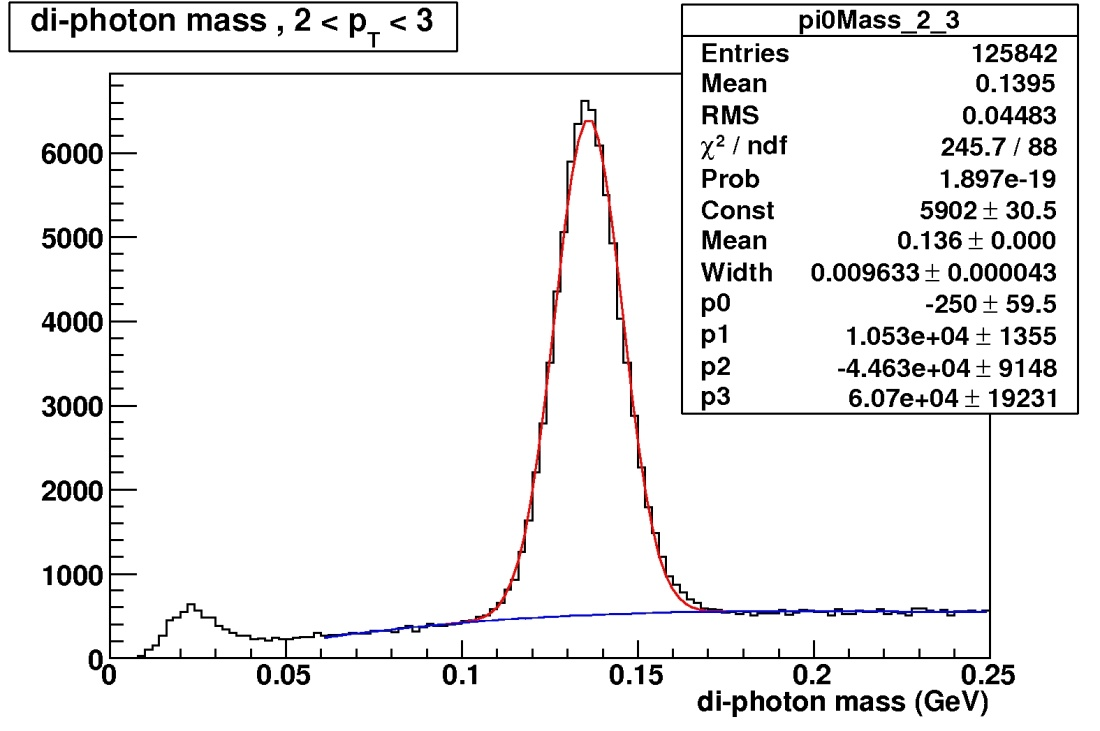 di-photon mass , 2 < p_T < 3
pi0Mass_2_3
Entries 125842
Mean 0.1395
RMS 0.04483
χ² / ndf 245.7 / 88
Prob 1.897e-19
Const 5902 ± 30.5
Mean 0.136 ± 0.000
Width 0.009633 ± 0.000043
p0 -250 ± 59.5
p1 1.053e+04 ± 1355
p2 -4.463e+04 ± 9148
p3 6.07e+04 ± 19231
6000
5000
4000
3000
2000
1000
0
0 0.05 0.1 0.15 0.2 0.25
di-photon mass (GeV)